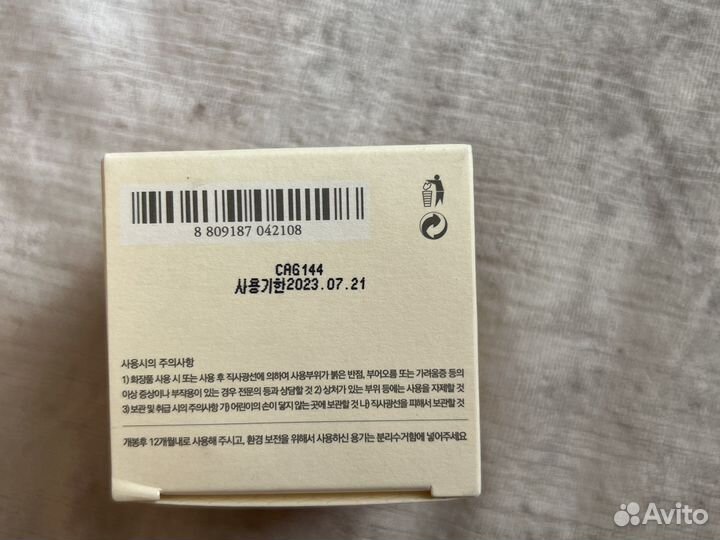 8 809187 042108
CAG144
사용기한2023.07.21
사용시의 주의사항
1) 화장품 사용 시 또는 사용 후 직사광선에 의하여 사용부위가 붉은 반점, 부어오름 또는 가려움증 등의
이상 증상이나 부작용이 있는 경우 전문의 등과 상담할 것 2) 상처가 있는 부위 등에는 사용을 자제할 것
3) 보관 및 취급 시의 주의사항 가) 어린이의 손이 닿지 않는 곳에 보관할 것 나) 직사광선을 피해서 보관할 것
개봉후 12개월내로 사용해 주시고, 환경 보전을 위해서 사용하신 용기는 분리수거함에 넣어주세요
Avito